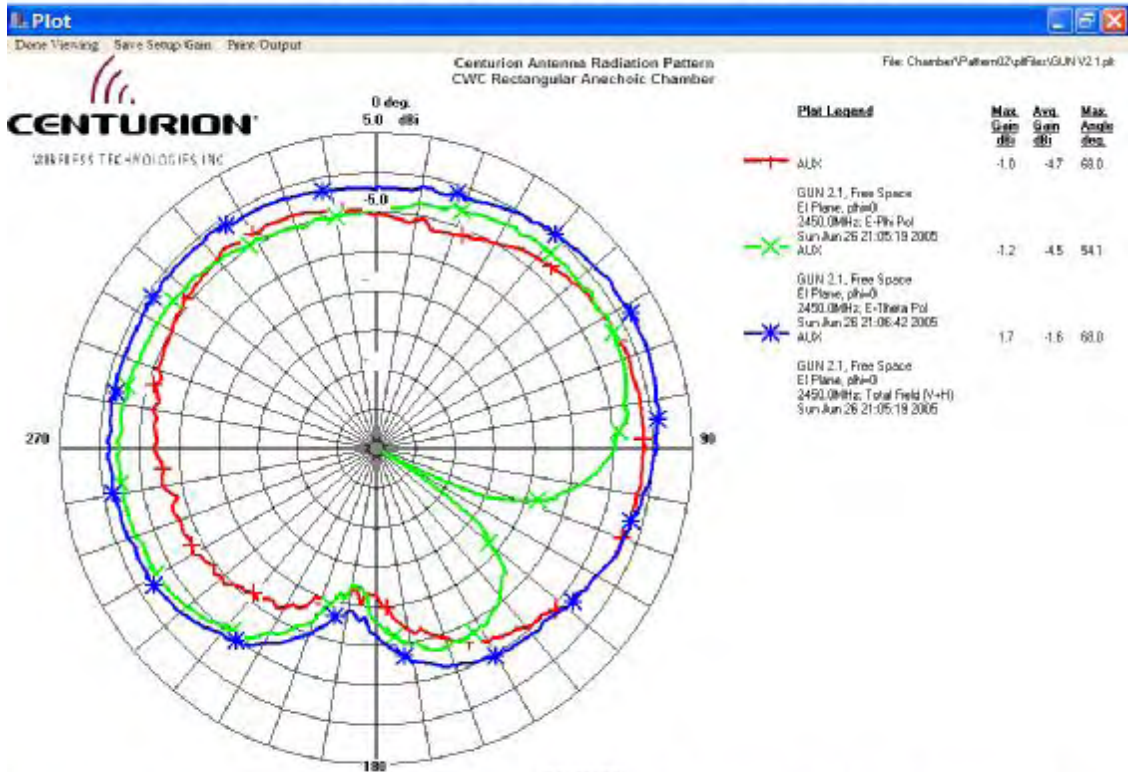 Plot
Done Viewing Save Setup/Gain Print Output
Centurion Antenna Radiation Pattern
CWC Rectangular Anechoic Chamber
File: Chamber\Pattern02\pltFiles\GUN V2 1.plt
CENTURION
WIRELESS TECHNOLOGIES INC
0 deg.
5.0 dBi
-5.0
270
90
180
Plot Legend Max. Gain dBi Avg. Gain dBi Max. Angle deg.
AUX -1.0 -4.7 68.0
GUN 2.1, Free Space
El Plane, phi=0
2450.0MHz; E-Phi Pol
Sun Jun 26 21:05:19 2005
AUX -1.2 -4.5 54.1
GUN 2.1, Free Space
El Plane, phi=0
2450.0MHz; E-Theta Pol
Sun Jun 26 21:06:42 2005
AUX 1.7 -1.6 68.0
GUN 2.1, Free Space
El Plane, phi=0
2450.0MHz; Total Field (V+H)
Sun Jun 26 21:05:19 2005